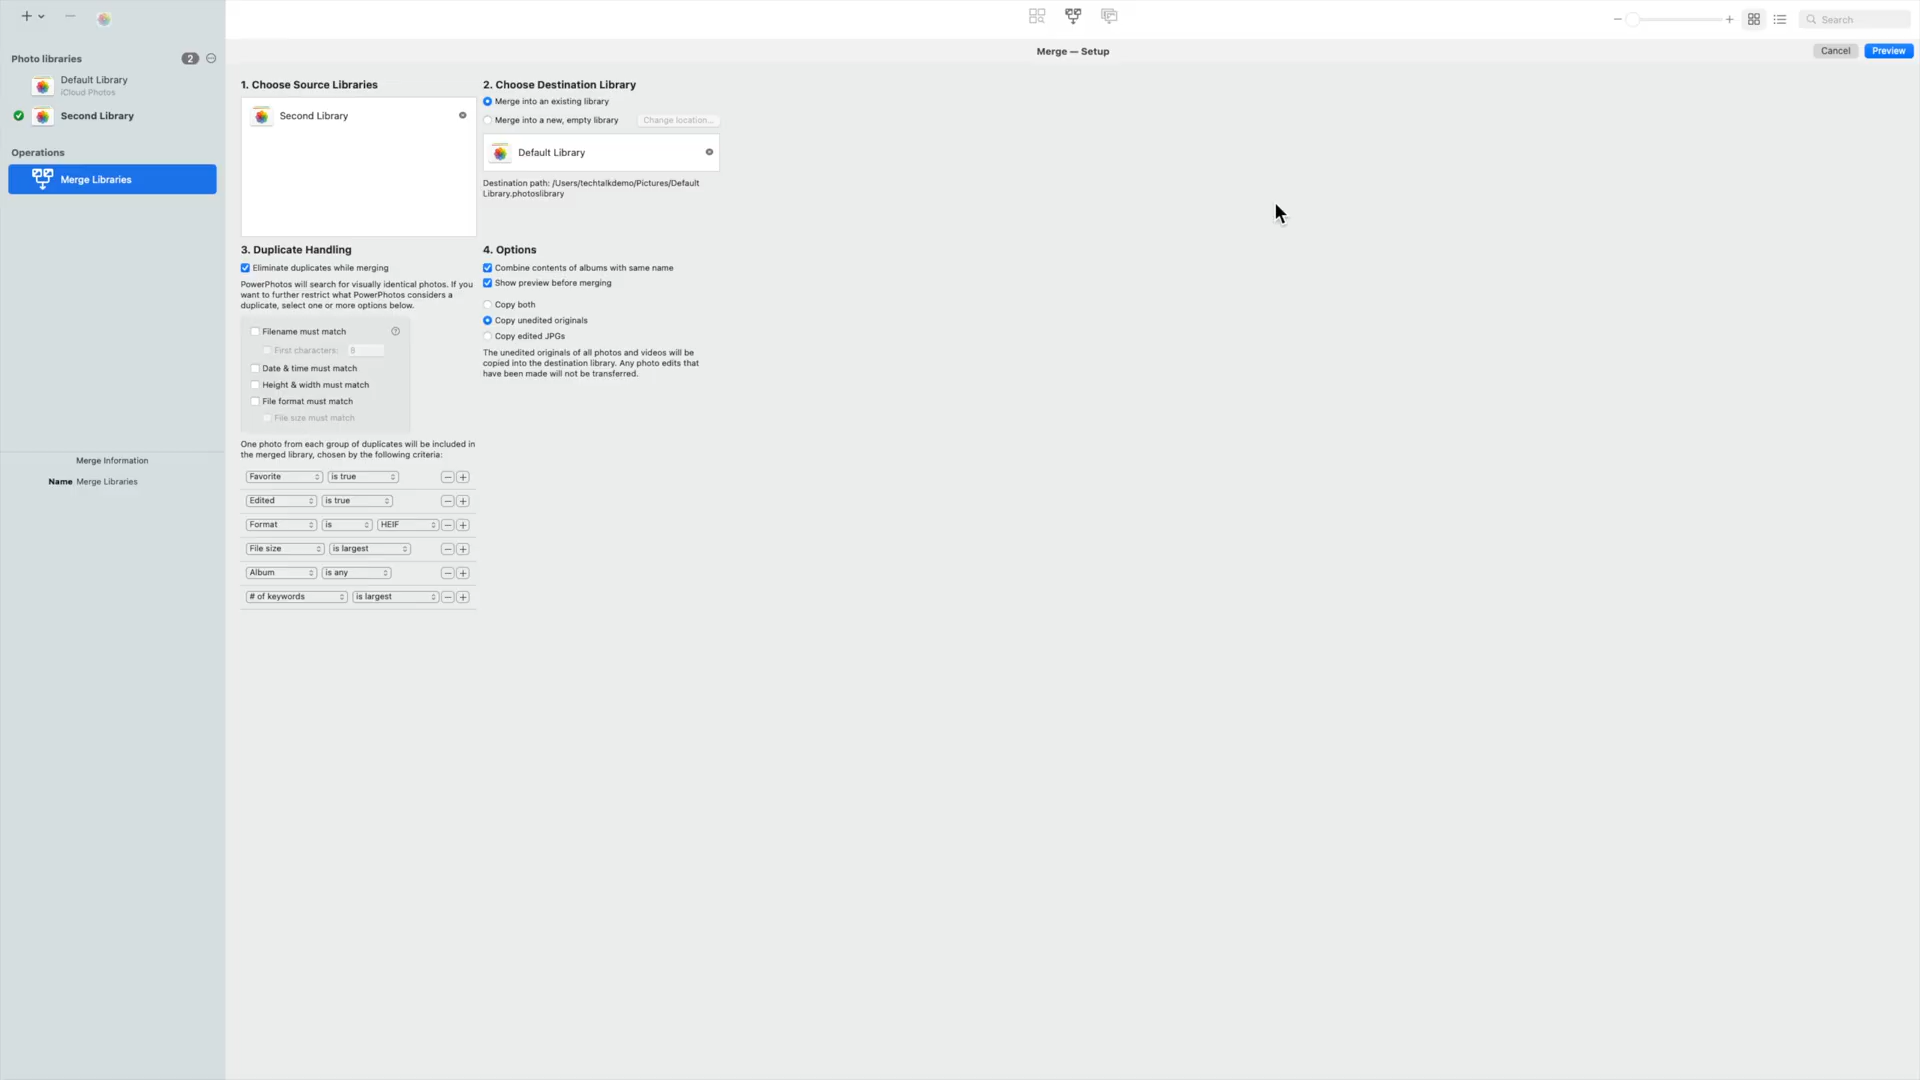 Search
Photo libraries
2
Merge — Setup
Cancel
Preview
Default Library
iCloud Photos
Second Library
Operations
Merge Libraries
Merge Information
Name Merge Libraries
1. Choose Source Libraries
Second Library
2. Choose Destination Library
Merge into an existing library
Merge into a new, empty library
Change location...
Default Library
Destination path: /Users/techtalkdemo/Pictures/Default
Library.photoslibrary
3. Duplicate Handling
Eliminate duplicates while merging
PowerPhotos will search for visually identical photos. If you
want to further restrict what PowerPhotos considers a
duplicate, select one or more options below.
Filename must match
?
First characters: 8
Date & time must match
Height & width must match
File format must match
File size must match
One photo from each group of duplicates will be included in
the merged library, chosen by the following criteria:
Favorite is true
Edited is true
Format is HEIF
File size is largest
Album is any
# of keywords is largest
4. Options
Combine contents of albums with same name
Show preview before merging
Copy both
Copy unedited originals
Copy edited JPGs
The unedited originals of all photos and videos will be
copied into the destination library. Any photo edits that
have been made will not be transferred.